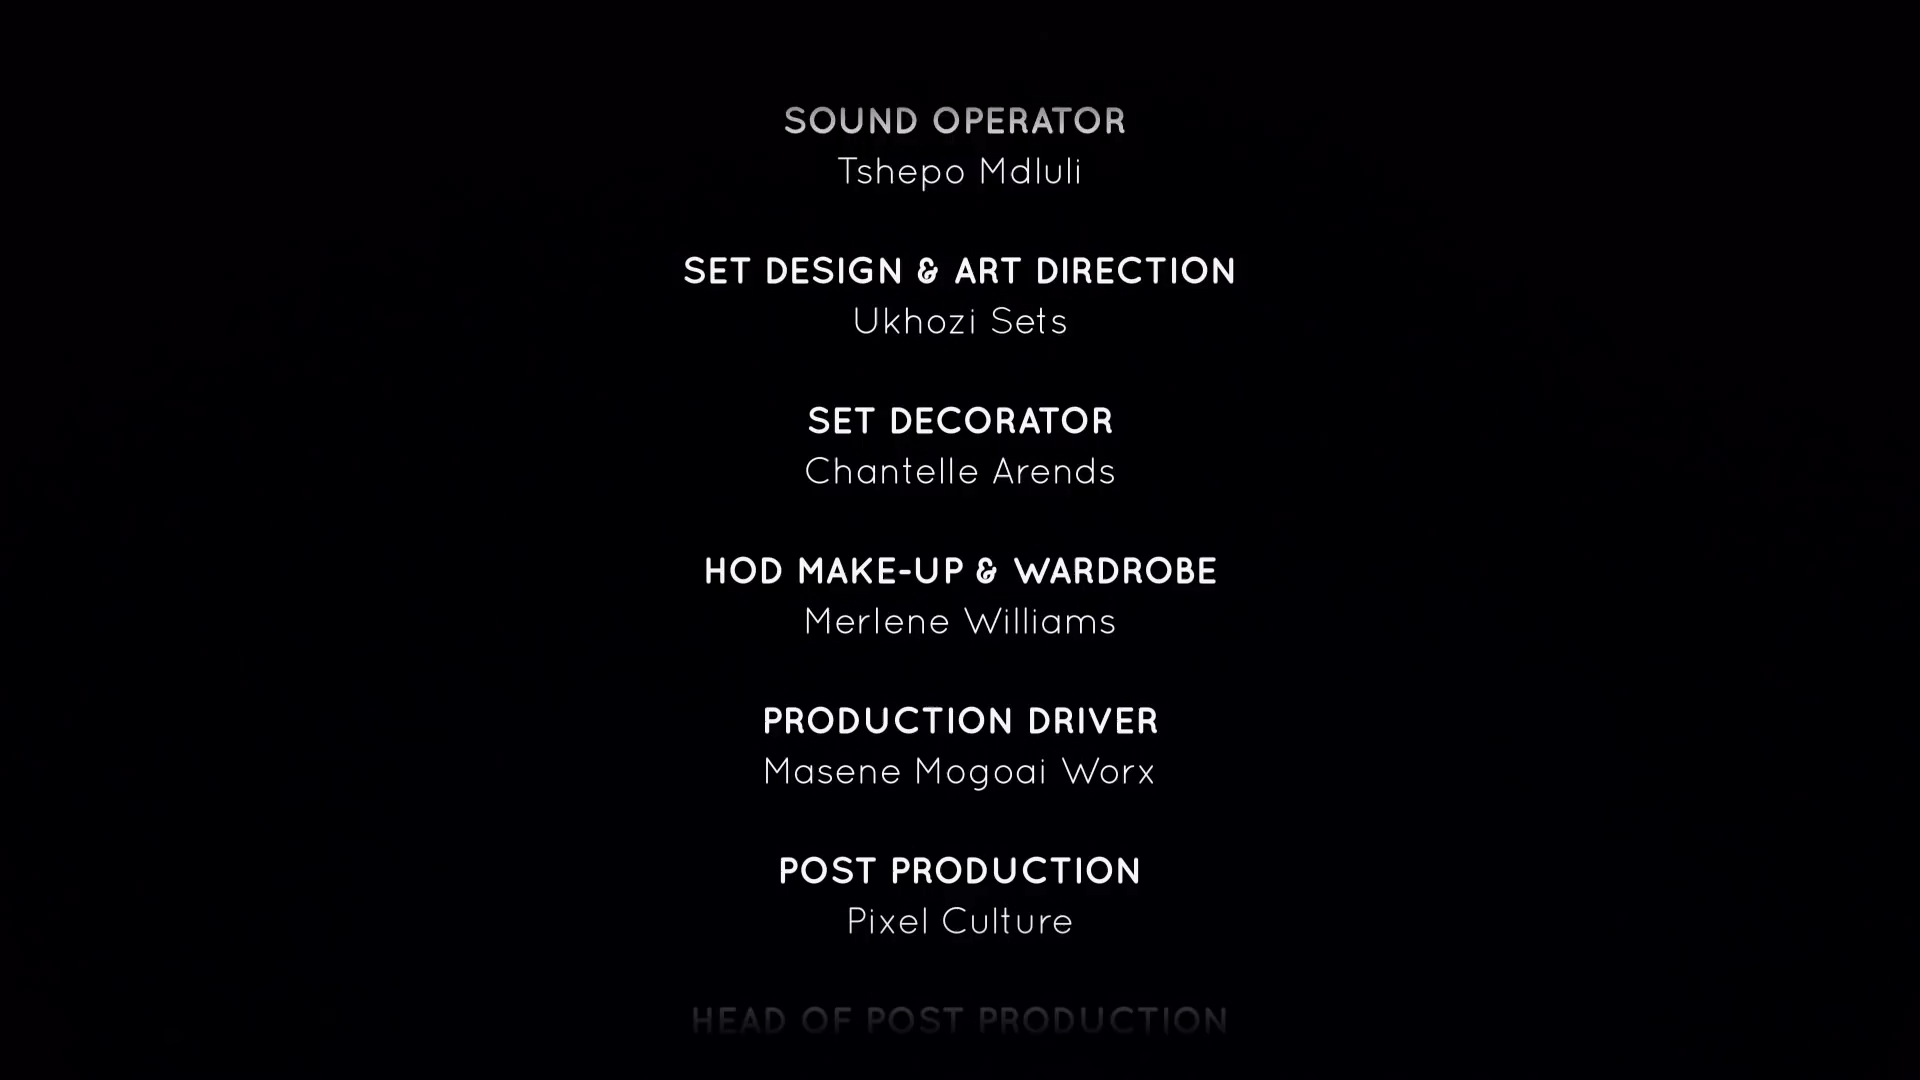 SOUND OPERATOR
Tshepo Mdluli
SET DESIGN & ART DIRECTION
Ukhozi Sets
SET DECORATOR
Chantelle Arends
HOD MAKE-UP & WARDROBE
Merlene Williams
PRODUCTION DRIVER
Masene Mogoai Worx
POST PRODUCTION
Pixel Culture
HEAD OF POST PRODUCTION